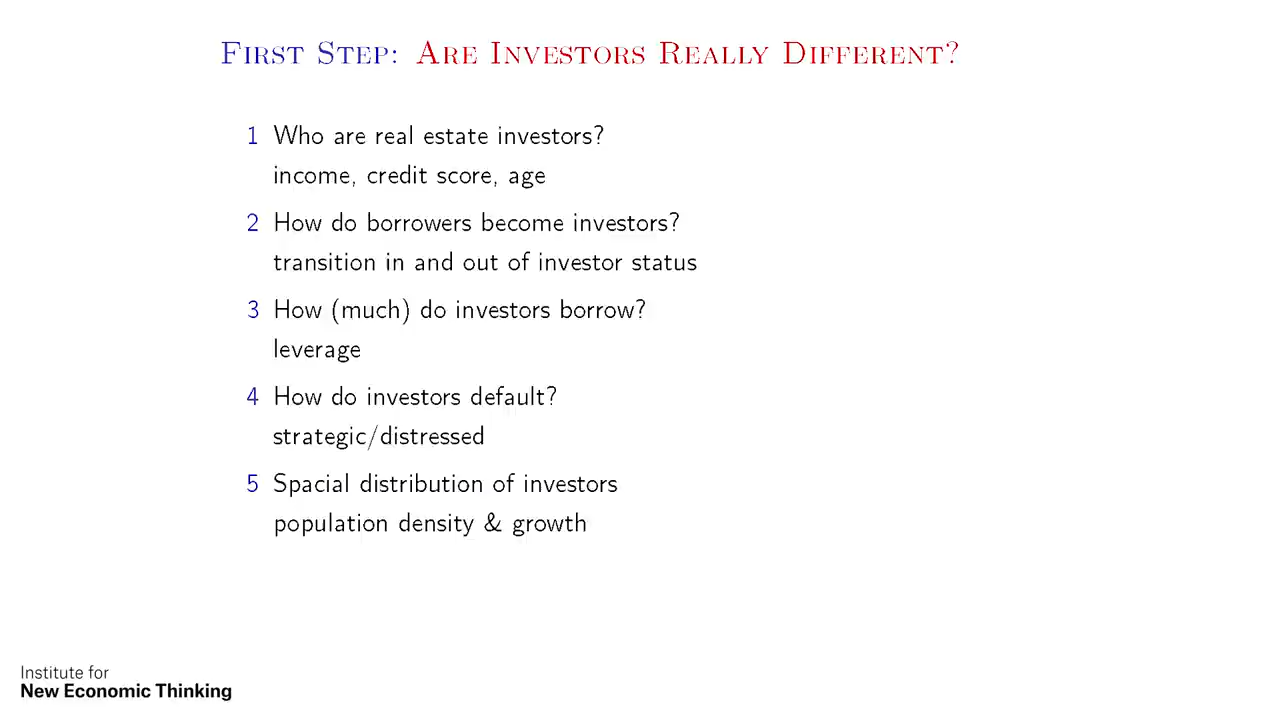 First Step: Are Investors Really Different?
1 Who are real estate investors?
income, credit score, age
2 How do borrowers become investors?
transition in and out of investor status
3 How (much) do investors borrow?
leverage
4 How do investors default?
strategic/distressed
5 Spacial distribution of investors
population density & growth
Institute for
New Economic Thinking